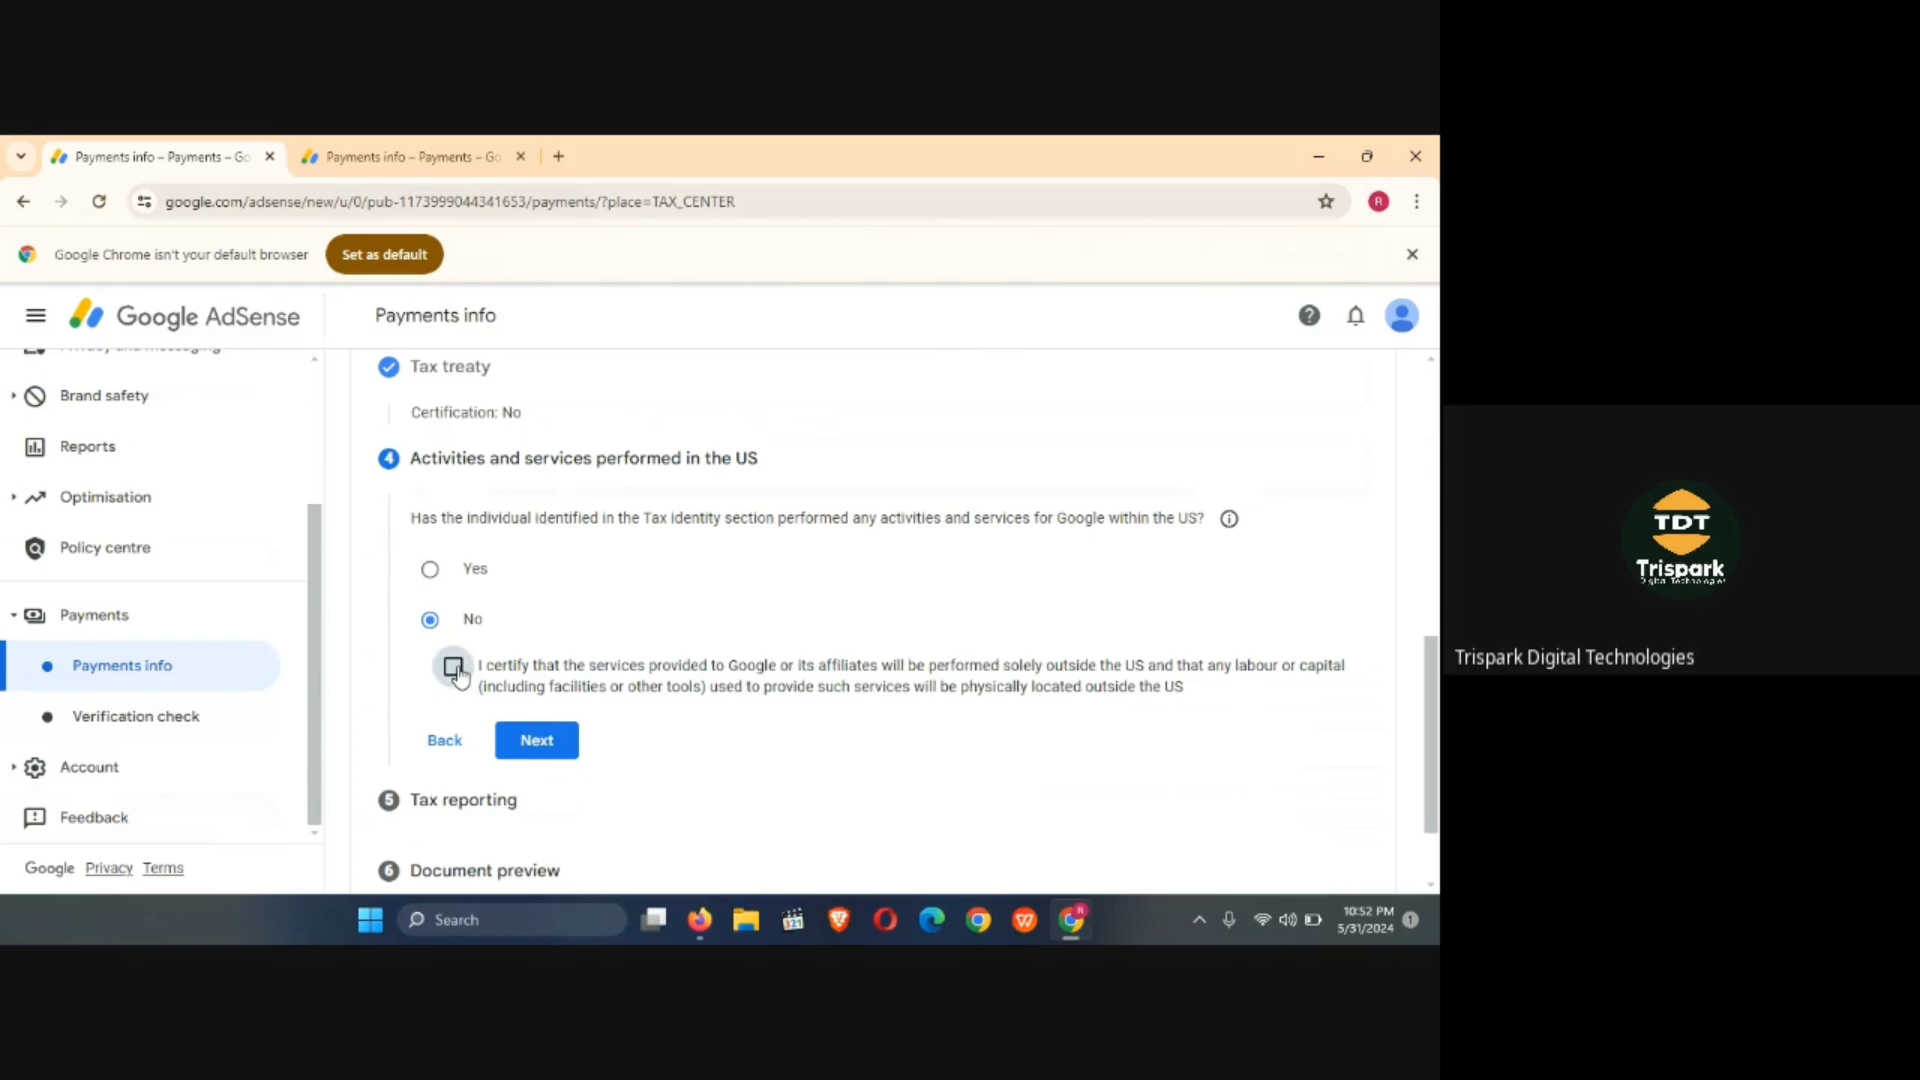 Payments info – Payments – Go
Payments info – Payments – Go
google.com/adsense/new/u/0/pub-1173999044341653/payments/?place=TAX_CENTER
R
Google Chrome isn't your default browser
Set as default
Google AdSense
Payments info
Privacy and messaging
Brand safety
Reports
Optimisation
Policy centre
Payments
Payments info
Verification check
Account
Feedback
Google Privacy Terms
Tax treaty
Certification: No
4 Activities and services performed in the US
Has the individual identified in the Tax identity section performed any activities and services for Google within the US?
Yes
No
I certify that the services provided to Google or its affiliates will be performed solely outside the US and that any labour or capital
(including facilities or other tools) used to provide such services will be physically located outside the US
Back
Next
5 Tax reporting
6 Document preview
Search
10:52 PM
5/31/2024
1
TDT
Trispark
Digital Technologies
Trispark Digital Technologies